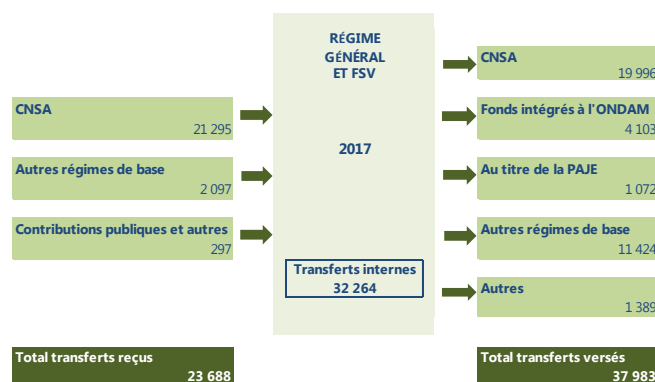 RÉGIME
GÉNÉRAL
ET FSV
2017
Transferts internes
32 264
CNSA
21 295
Autres régimes de base
2 097
Contributions publiques et autres
297
Total transferts reçus
23 688
CNSA
19 996
Fonds intégrés à l'ONDAM
4 103
Au titre de la PAJE
1 072
Autres régimes de base
11 424
Autres
1 389
Total transferts versés
37 983